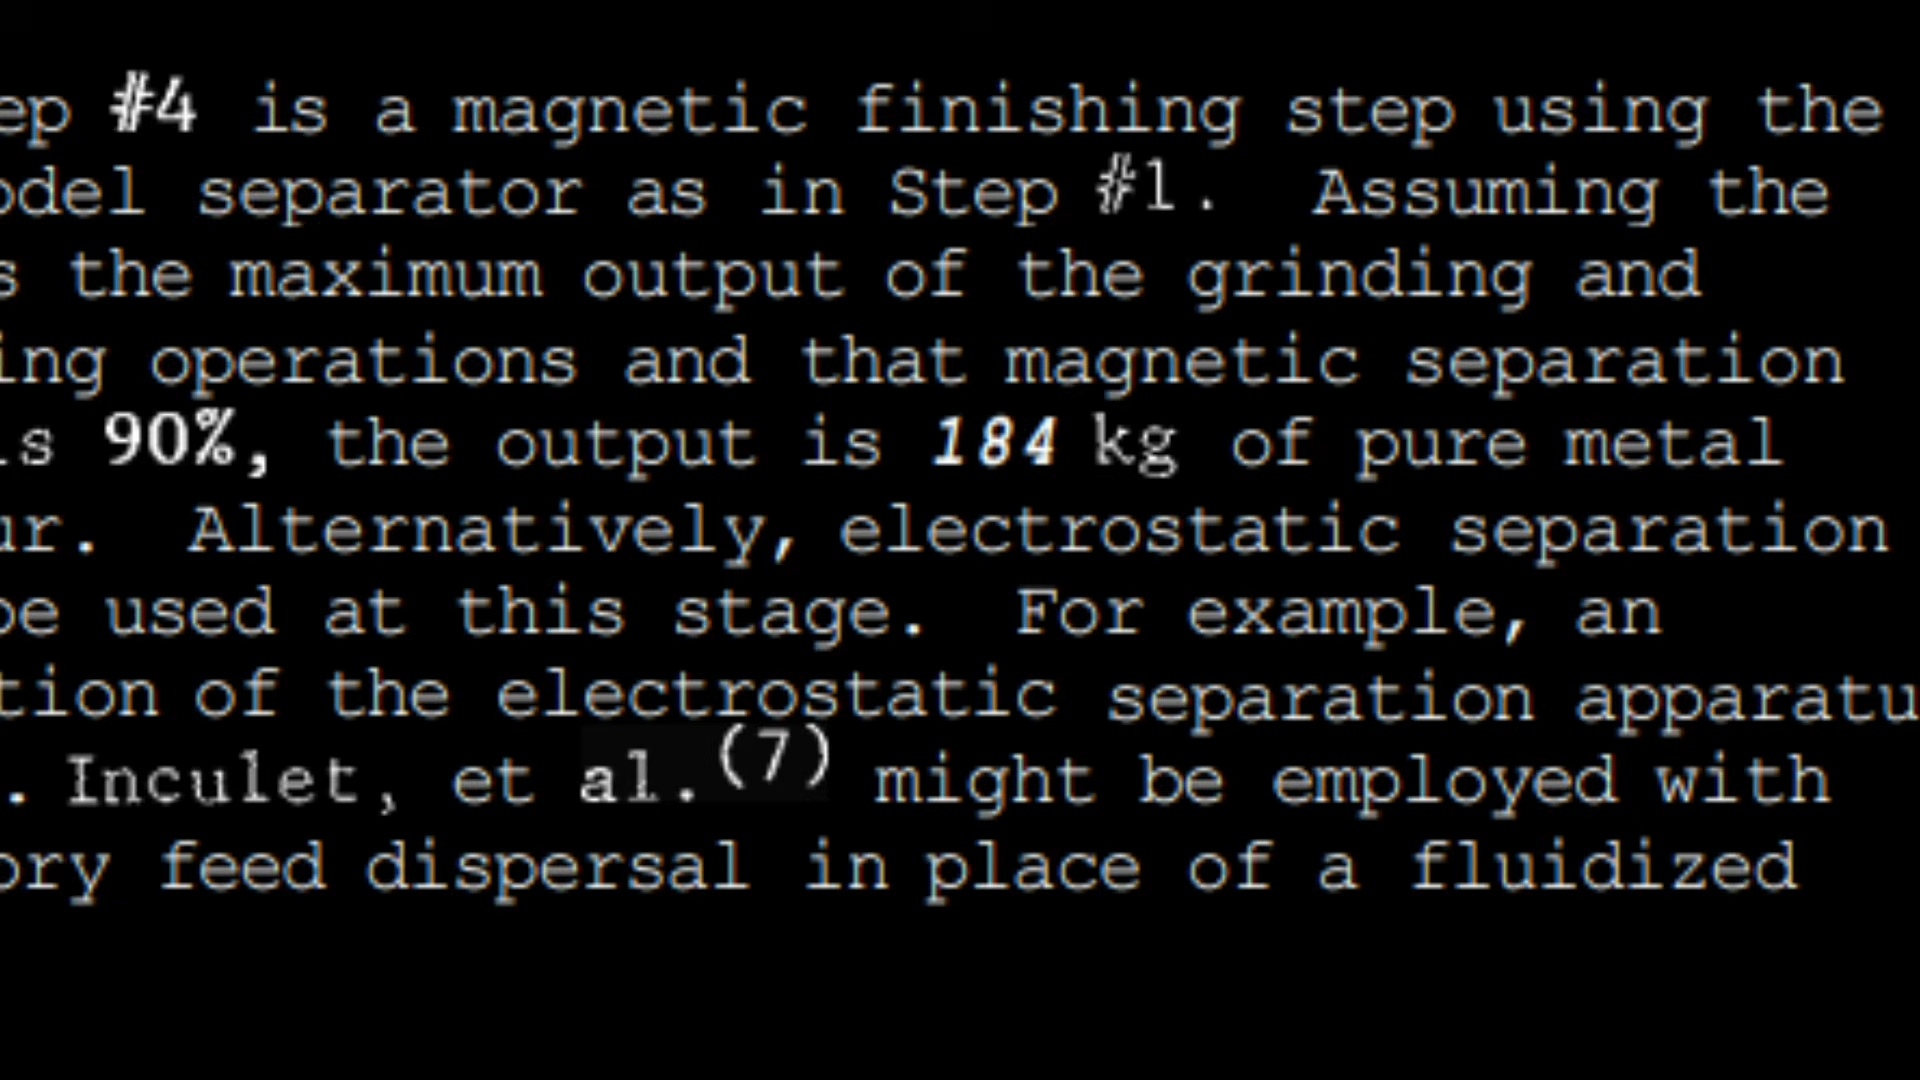 ep #4 is a magnetic finishing step using the
odel separator as in Step #1. Assuming the
s the maximum output of the grinding and
ing operations and that magnetic separation
is 90%, the output is 184 kg of pure metal
ur. Alternatively, electrostatic separation
be used at this stage. For example, an
tion of the electrostatic separation apparatu
. Inculet, et al.(7) might be employed with
ory feed dispersal in place of a fluidized